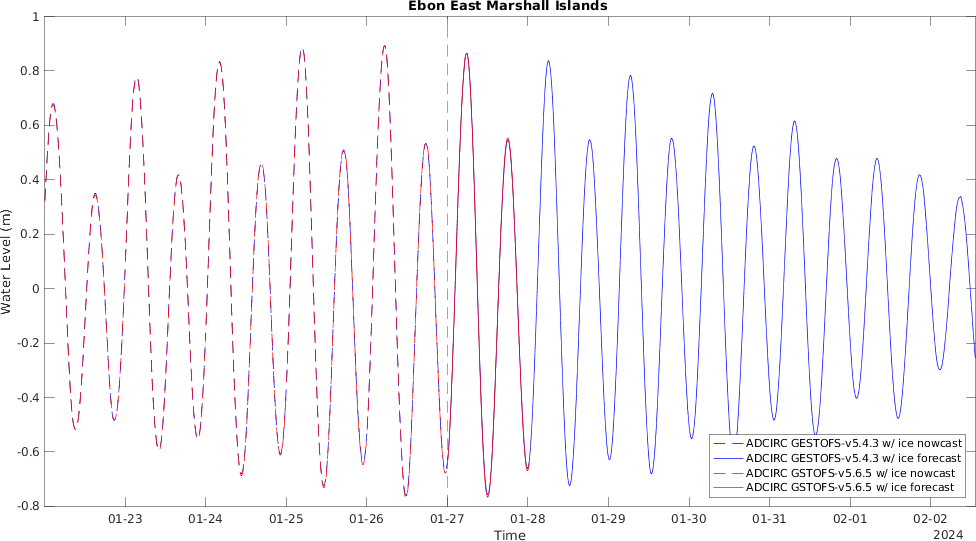 Ebon East Marshall Islands
Water Level (m)
1
0.8
0.6
0.4
0.2
0
-0.2
-0.4
-0.6
-0.8
ADCIRC GESTOFS-v5.4.3 w/ ice nowcast
ADCIRC GESTOFS-v5.4.3 w/ ice forecast
ADCIRC GSTOFS-v5.6.5 w/ ice nowcast
ADCIRC GSTOFS-v5.6.5 w/ ice forecast
01-23 01-24 01-25 01-26 01-27 01-28 01-29 01-30 01-31 02-01 02-02
Time
2024